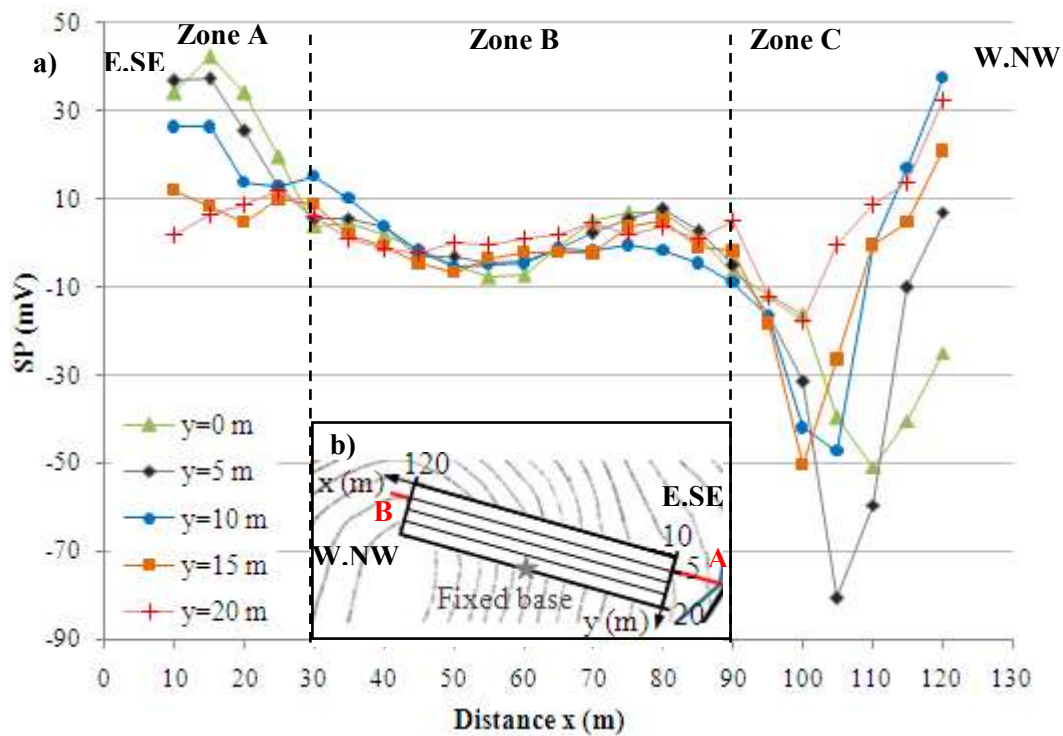 50
Zone A
Zone B
Zone C
a)
E.SE
W.NW
30
10
-10
-30
-50
-70
-90
SP (mV)
y=0 m
y=5 m
y=10 m
y=15 m
y=20 m
b)
120
x (m)
E.SE
B
10
W.NW
5
A
Fixed base
20
y (m)
0 10 20 30 40 50 60 70 80 90 100 110 120 130
Distance x (m)